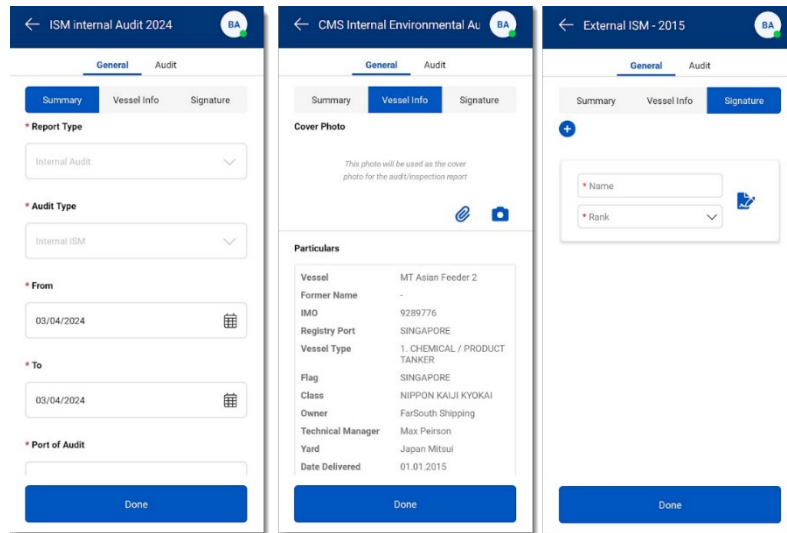 ISM internal Audit 2024
BA
General Audit
Summary Vessel Info Signature
* Report Type
Internal Audit
* Audit Type
Internal ISM
* From
03/04/2024
* To
03/04/2024
* Port of Audit
Done
CMS Internal Environmental Au
BA
General Audit
Summary Vessel Info Signature
Cover Photo
This photo will be used as the cover
photo for the audit/inspection report
Particulars
Vessel MT Asian Feeder 2
Former Name -
IMO 9289776
Registry Port SINGAPORE
Vessel Type 1. CHEMICAL / PRODUCT
TANKER
Flag SINGAPORE
Class NIPPON KAIJI KYOKAI
Owner FarSouth Shipping
Technical Manager Max Peirson
Yard Japan Mitsui
Date Delivered 01.01.2015
Done
External ISM - 2015
BA
General Audit
Summary Vessel Info Signature
* Name
* Rank
Done